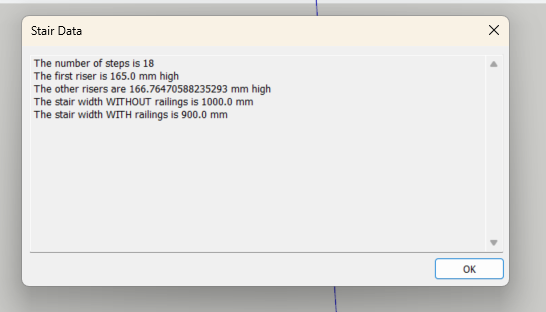 Stair Data
The number of steps is 18
The first riser is 165.0 mm high
The other risers are 166.76470588235293 mm high
The stair width WITHOUT railings is 1000.0 mm
The stair width WITH railings is 900.0 mm
OK